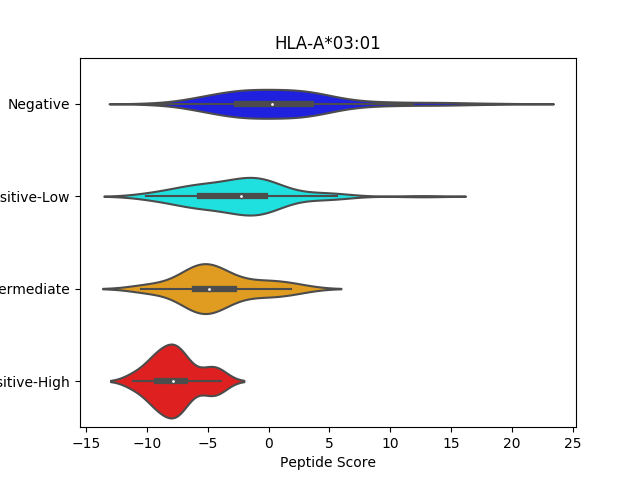 HLA-A*03:01
Negative
sitive-Low
ermediate
sitive-High
−15 −10 −5 0 5 10 15 20 25
Peptide Score